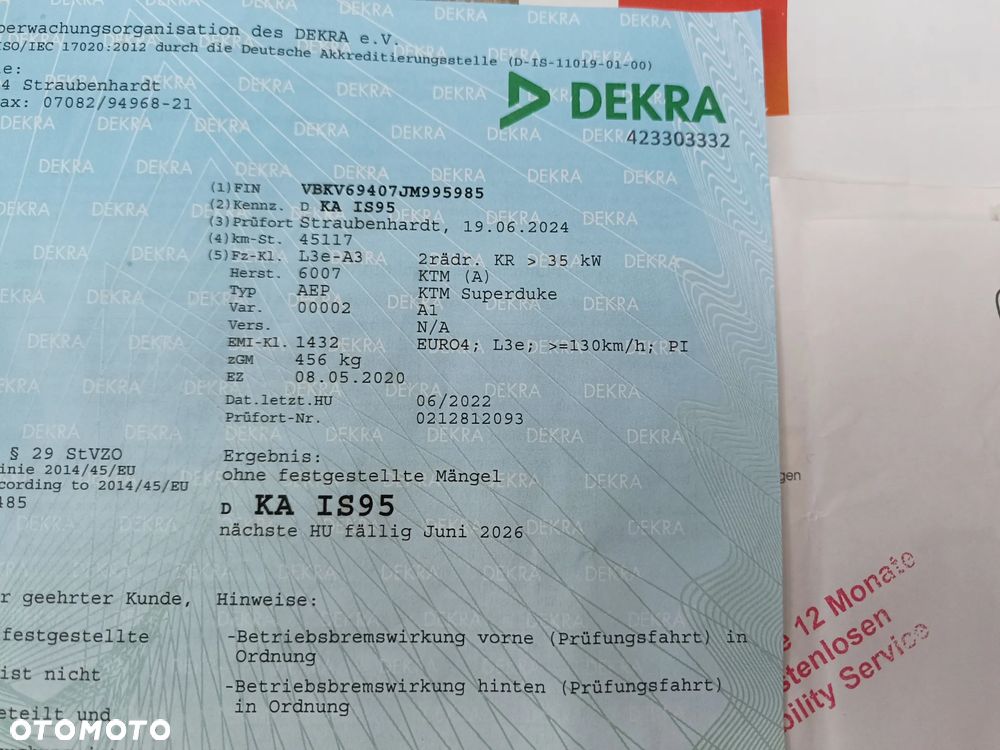 berwachungsorganisation des DEKRA e.V.
ISO/IEC 17020:2012 durch die Deutsche Akkreditierungsstelle (D-IS-11019-01-00)
le:
4 Straubenhardt
ax: 07082/94968-21
DEKRA
423303332
(1) FIN VBKV69407JM995985
(2) Kennz. D KA IS95
(3) Prüfort Straubenhardt, 19.06.2024
(4) km-St. 45117
(5) Fz-Kl. L3e-A3 2rädr. KR > 35 kW
Herst. 6007 KTM (A)
Typ AEP KTM Superduke
Var. 00002 A1
Vers. N/A
EMI-Kl. 1432 EURO4; L3e; >=130km/h; PI
zGM 456 kg
EZ 08.05.2020
Dat.letzt.HU 06/2022
Prüfort-Nr. 0212812093
§ 29 StVZO
inie 2014/45/EU
cording to 2014/45/EU
485
Ergebnis:
ohne festgestellte Mängel
D KA IS95
nächste HU fällig Juni 2026
r geehrter Kunde,
festgestellte
ist nicht
eteilt und
Hinweise:
-Betriebsbremswirkung vorne (Prüfungsfahrt) in
Ordnung
-Betriebsbremswirkung hinten (Prüfungsfahrt)
in Ordnung
gen
e 12 Monate
stenlosen
bility Service
OTOMOTO